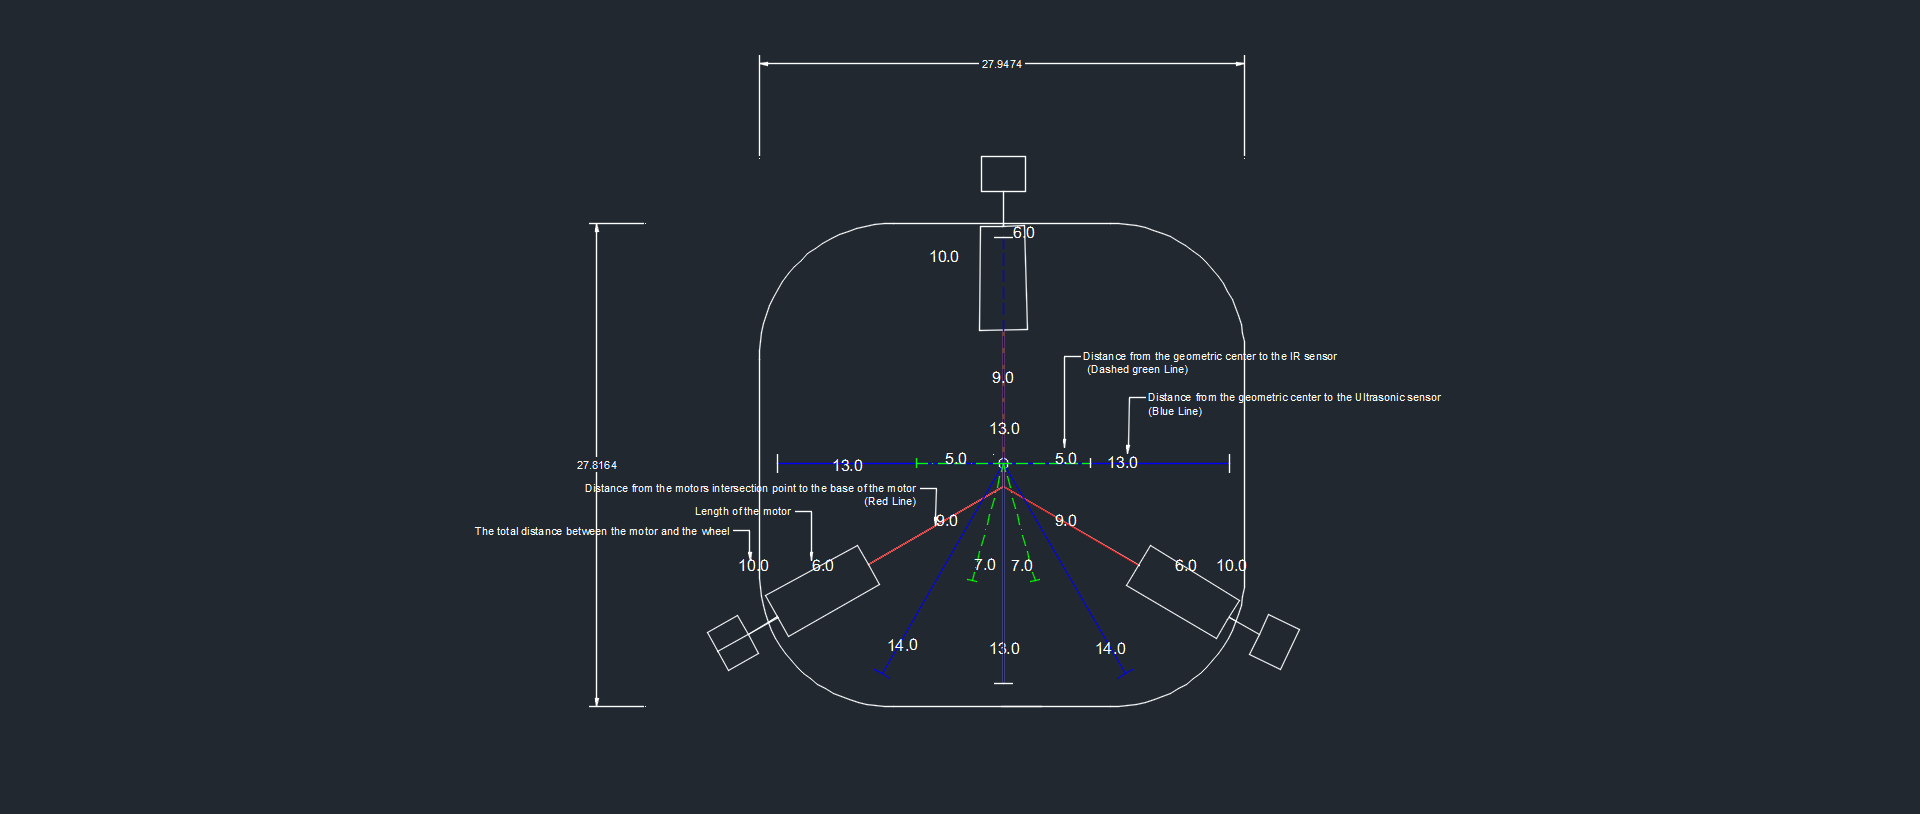 27.9474
6.0
10.0
Distance from the geometric center to the IR sensor
(Dashed green Line)
9.0
Distance from the geometric center to the Ultrasonic sensor
(Blue Line)
13.0
27.8164
13.0
5.0
5.0
13.0
Distance from the motors intersection point to the base of the motor
(Red Line)
Length of the motor
9.0
9.0
The total distance between the motor and the wheel
10.0
6.0
7.0
7.0
6.0
10.0
14.0
13.0
14.0